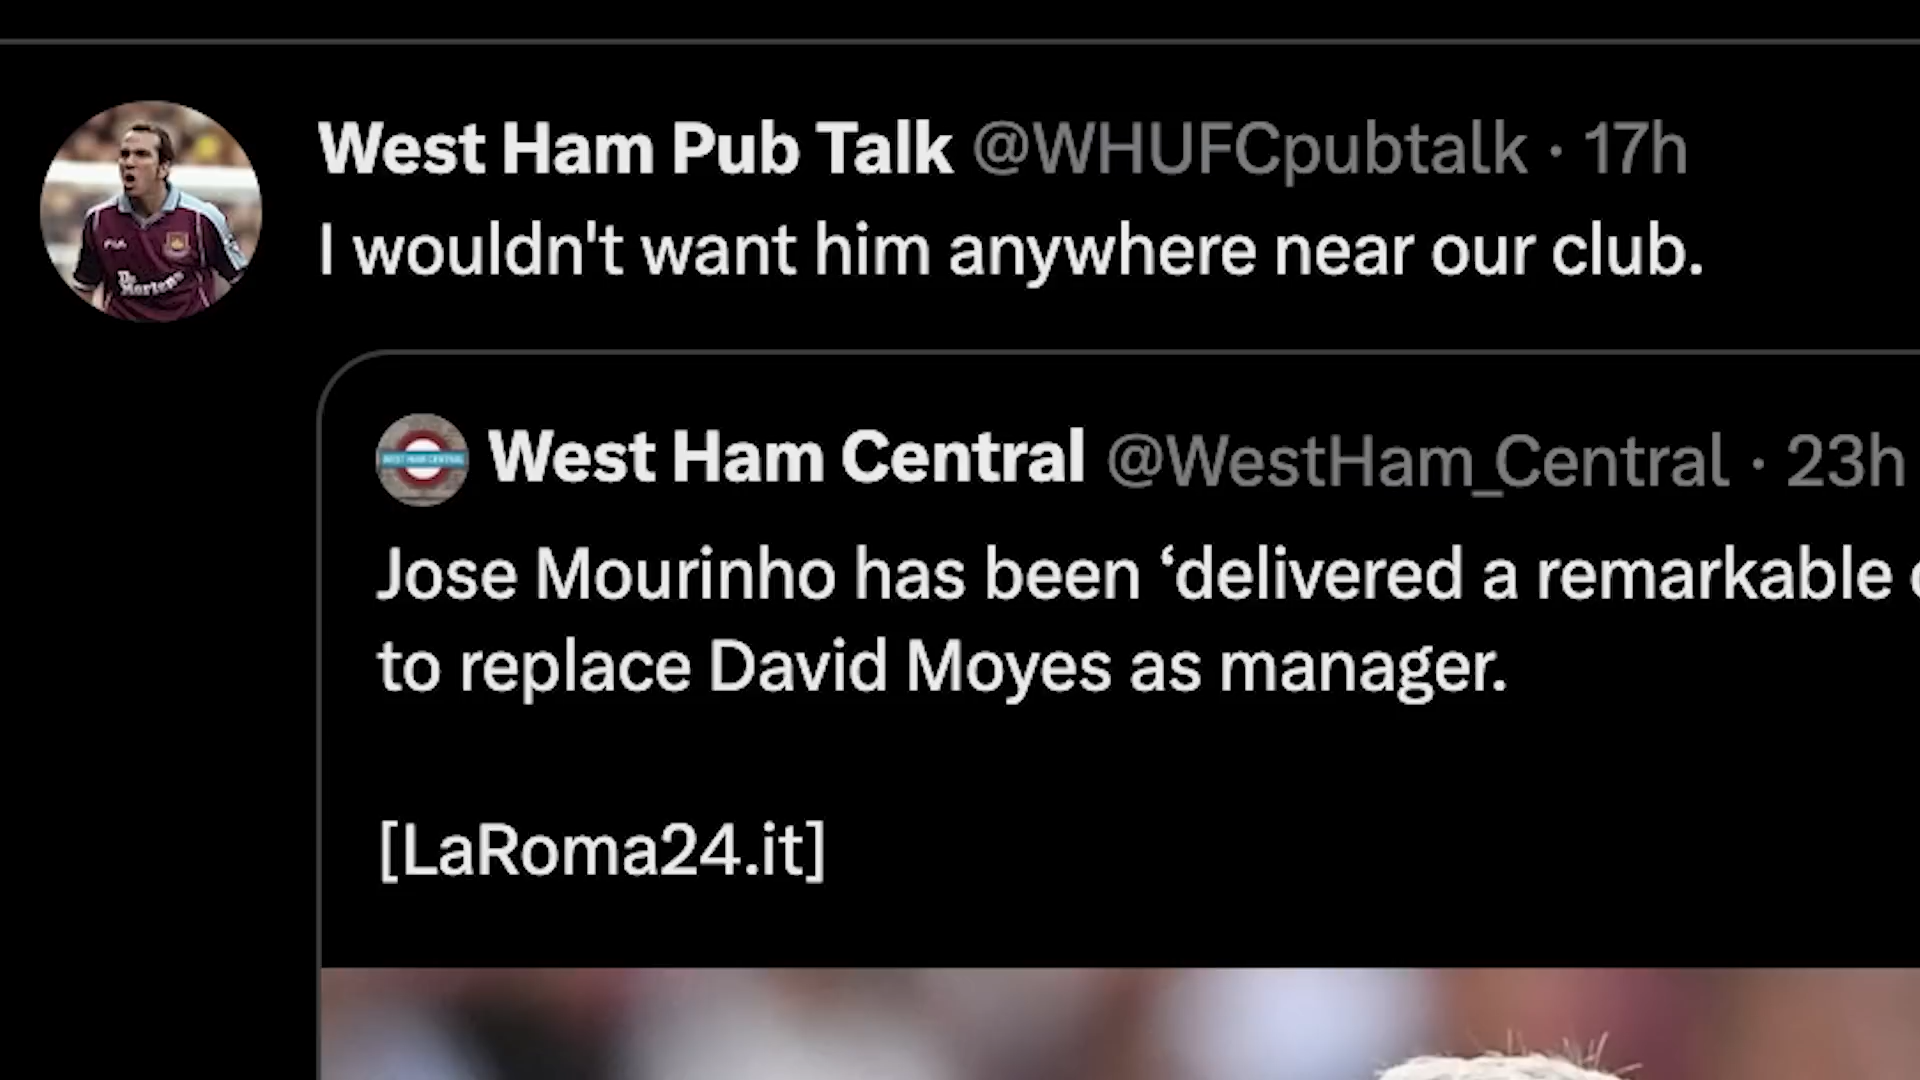 West Ham Pub Talk @WHUFCpubtalk · 17h
I wouldn't want him anywhere near our club.
West Ham Central @WestHam_Central · 23h
Jose Mourinho has been ‘delivered a remarkable
to replace David Moyes as manager.
[LaRoma24.it]